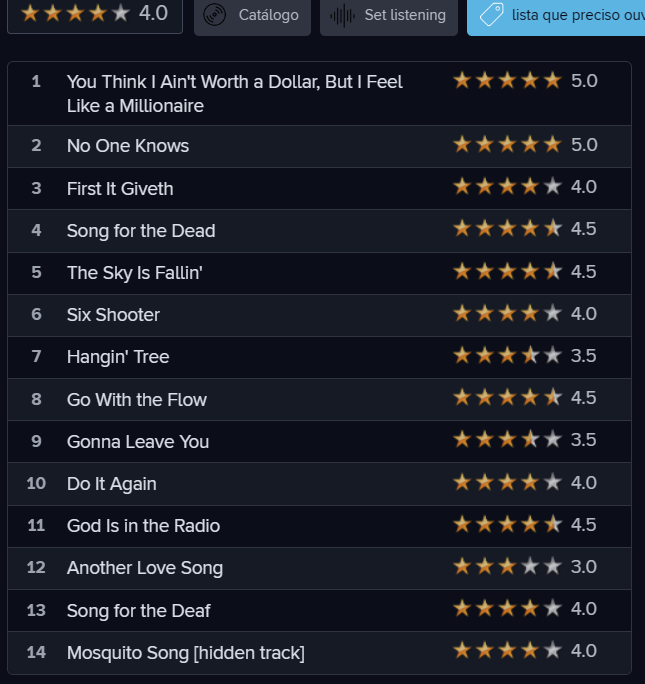 4.0 Catálogo Set listening lista que preciso ouv
1 You Think I Ain't Worth a Dollar, But I Feel 5.0
Like a Millionaire
2 No One Knows 5.0
3 First It Giveth 4.0
4 Song for the Dead 4.5
5 The Sky Is Fallin' 4.5
6 Six Shooter 4.0
7 Hangin' Tree 3.5
8 Go With the Flow 4.5
9 Gonna Leave You 3.5
10 Do It Again 4.0
11 God Is in the Radio 4.5
12 Another Love Song 3.0
13 Song for the Deaf 4.0
14 Mosquito Song [hidden track] 4.0